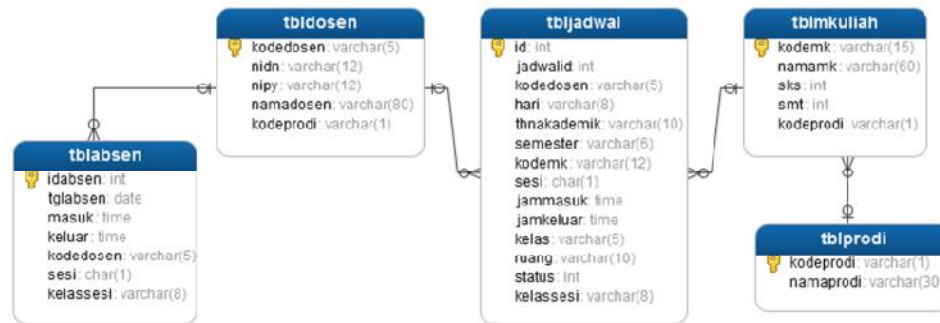 tbldosen
kodedosen: varchar(5)
nidn: varchar(12)
nipy: varchar(12)
namadosen: varchar(80)
kodeprodi: varchar(1)
tblabsen
idabsen: int
tglabsen: date
masuk: time
keluar: time
kodedosen: varchar(5)
sesi: char(1)
kelassesi: varchar(8)
tbljadwal
id: int
jadwalid: int
kodedosen: varchar(5)
hari: varchar(8)
thnakademik: varchar(10)
semester: varchar(6)
kodemk: varchar(12)
sesi: char(1)
jammasuk: time
jamkeluar: time
kelas: varchar(5)
ruang: varchar(10)
status: int
kelassesi: varchar(8)
tblmkuliah
kodemk: varchar(15)
namamk: varchar(60)
sks: int
smt: int
kodeprodi: varchar(1)
tblprodi
kodeprodi: varchar(1)
namaprodi: varchar(30